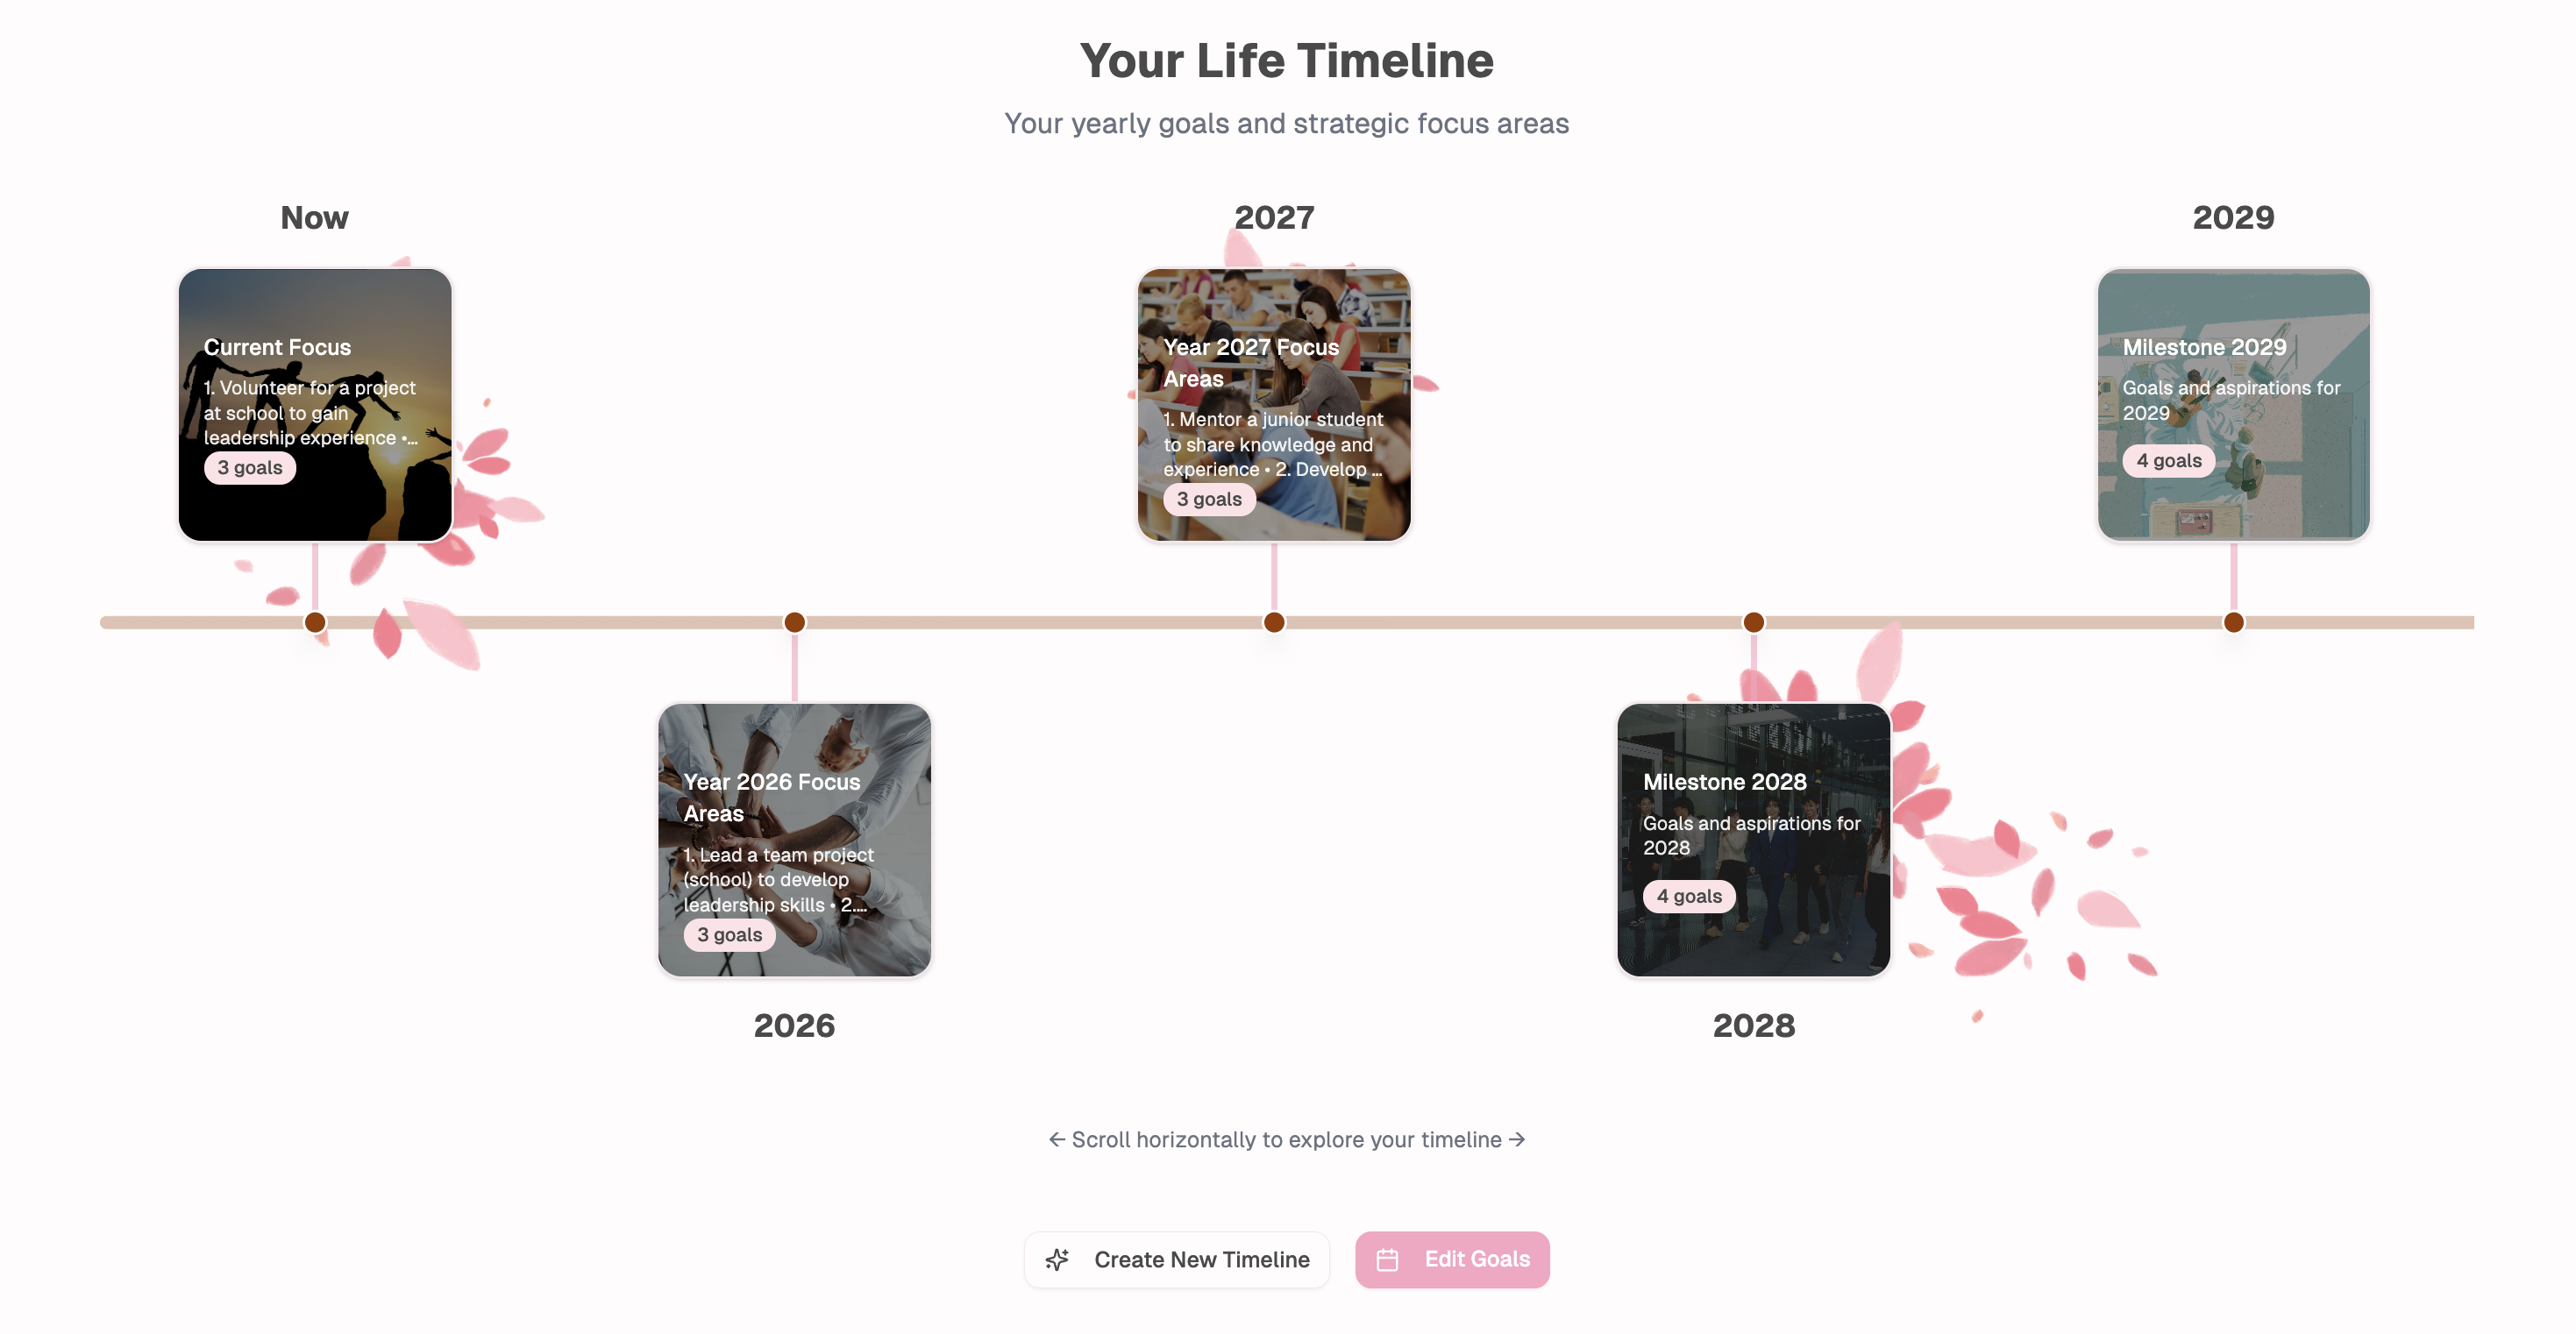 Your Life Timeline
Your yearly goals and strategic focus areas
Now
2027
2029
Current Focus
1. Volunteer for a project
at school to gain
leadership experience •...
3 goals
Year 2027 Focus
Areas
1. Mentor a junior student
to share knowledge and
experience • 2. Develop ...
3 goals
Milestone 2029
Goals and aspirations for
2029
4 goals
Year 2026 Focus
Areas
1. Lead a team project
(school) to develop
leadership skills • 2....
3 goals
2026
Milestone 2028
Goals and aspirations for
2028
4 goals
2028
← Scroll horizontally to explore your timeline →
Create New Timeline
Edit Goals